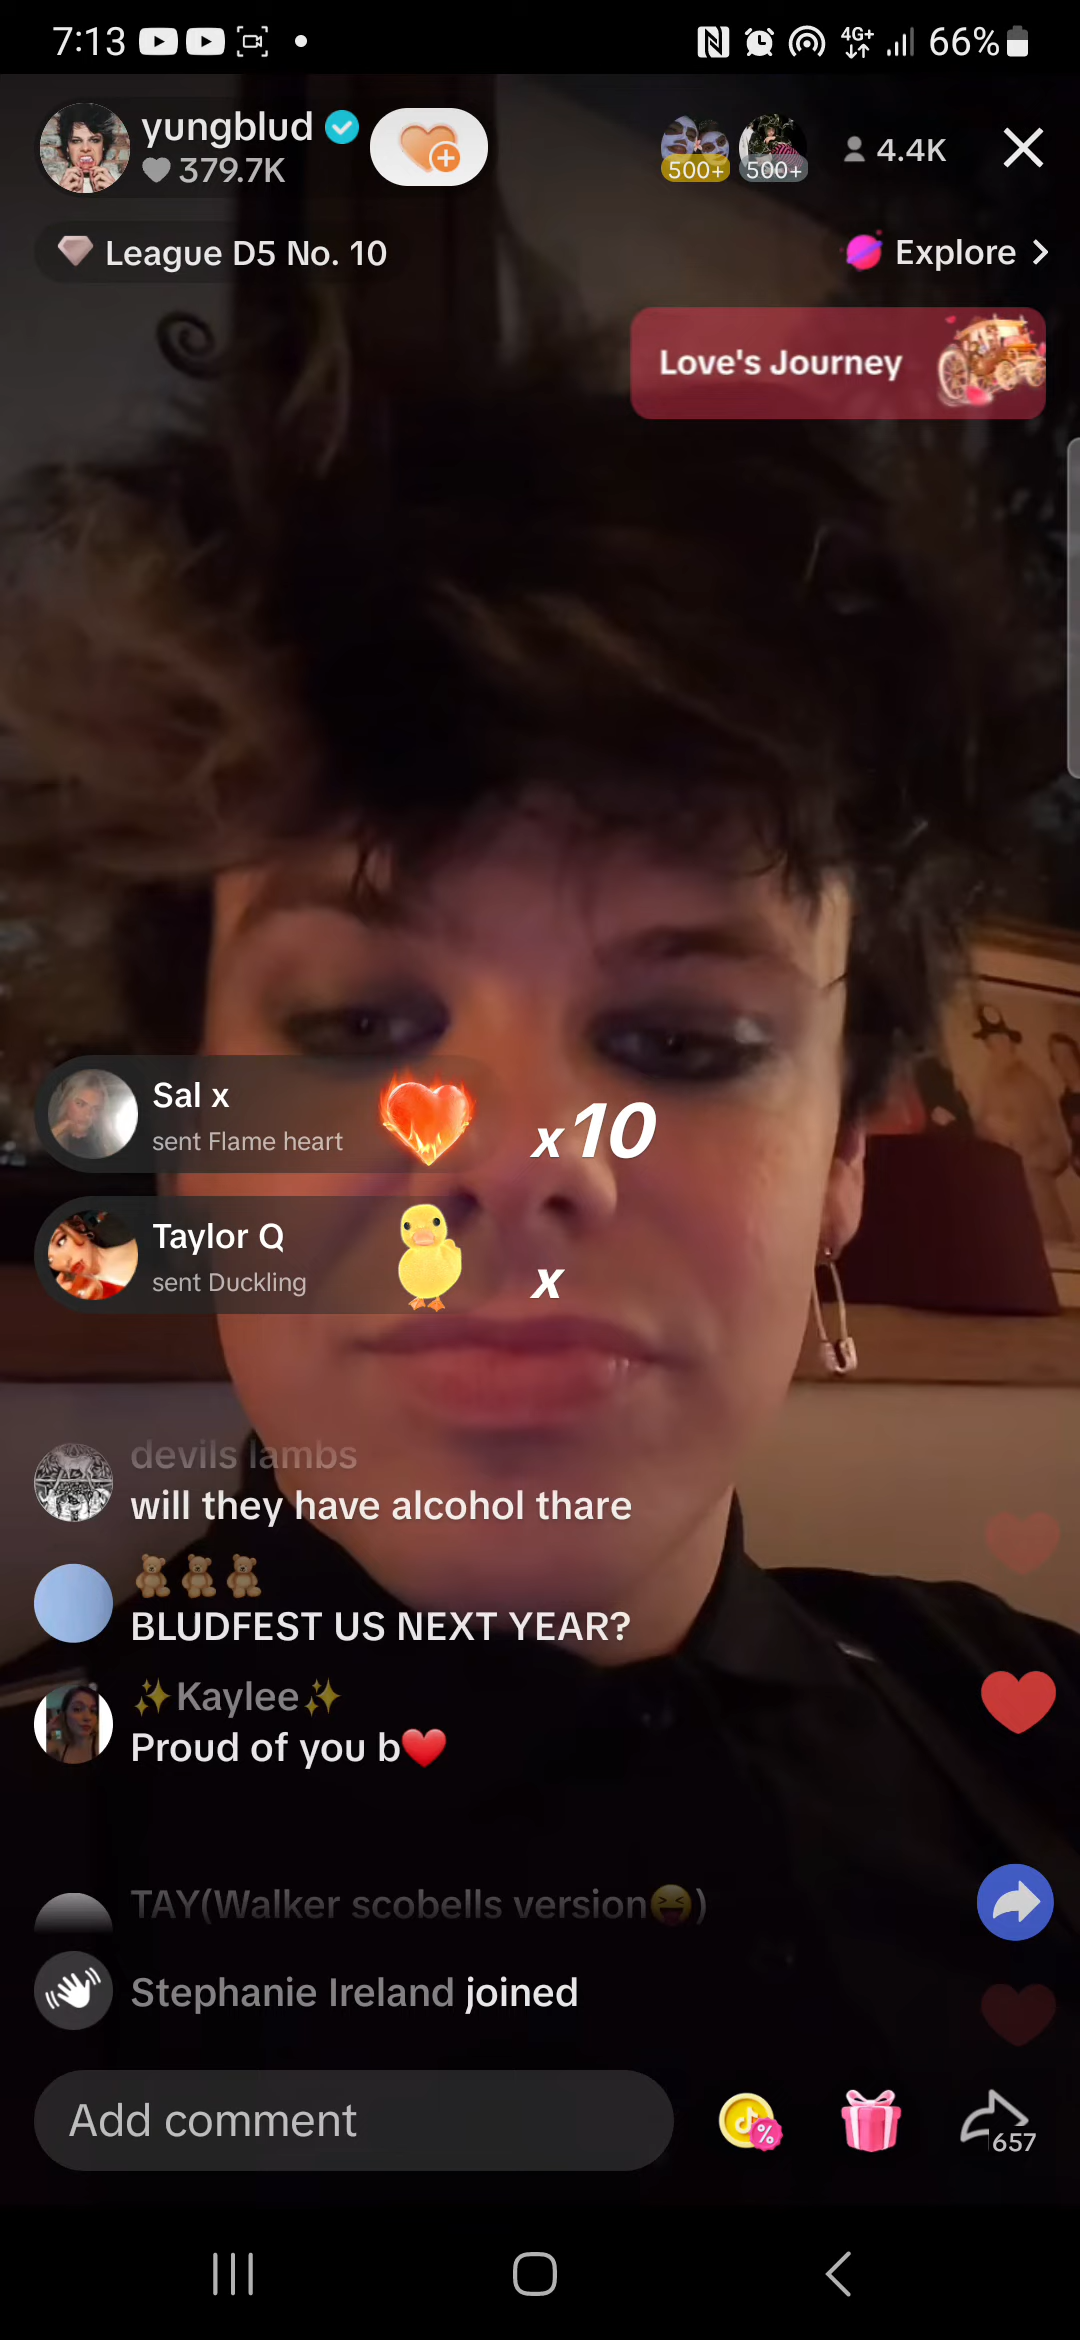 7:13
4G+
66%
yungblud
379.7K
500+
500+
4.4K
League D5 No. 10
Explore
Love's Journey
Sal x
sent Flame heart
x10
Taylor Q
sent Duckling
x
devils lambs
will they have alcohol thare
🧸🧸🧸
BLUDFEST US NEXT YEAR?
✨Kaylee✨
Proud of you b❤️
TAY(Walker scobells version😝)
Stephanie Ireland joined
Add comment
%
657